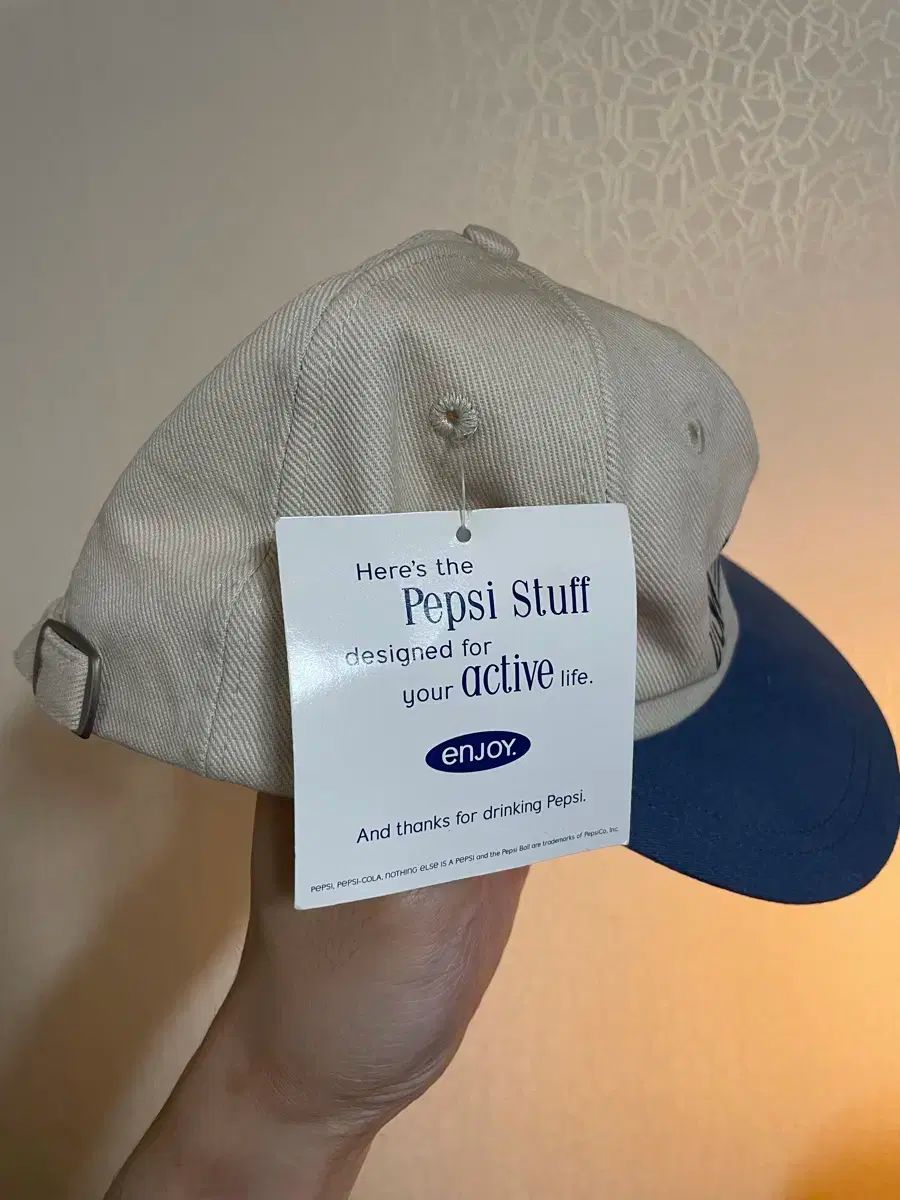 Here's the
Pepsi Stuff
designed for
your active life.
enJOY.
And thanks for drinking Pepsi.
PePSI, PePSI-COLA, nOTHInG eLSe IS A PePSI and the Pepsi Ball are trademarks of PepsiCo, Inc.